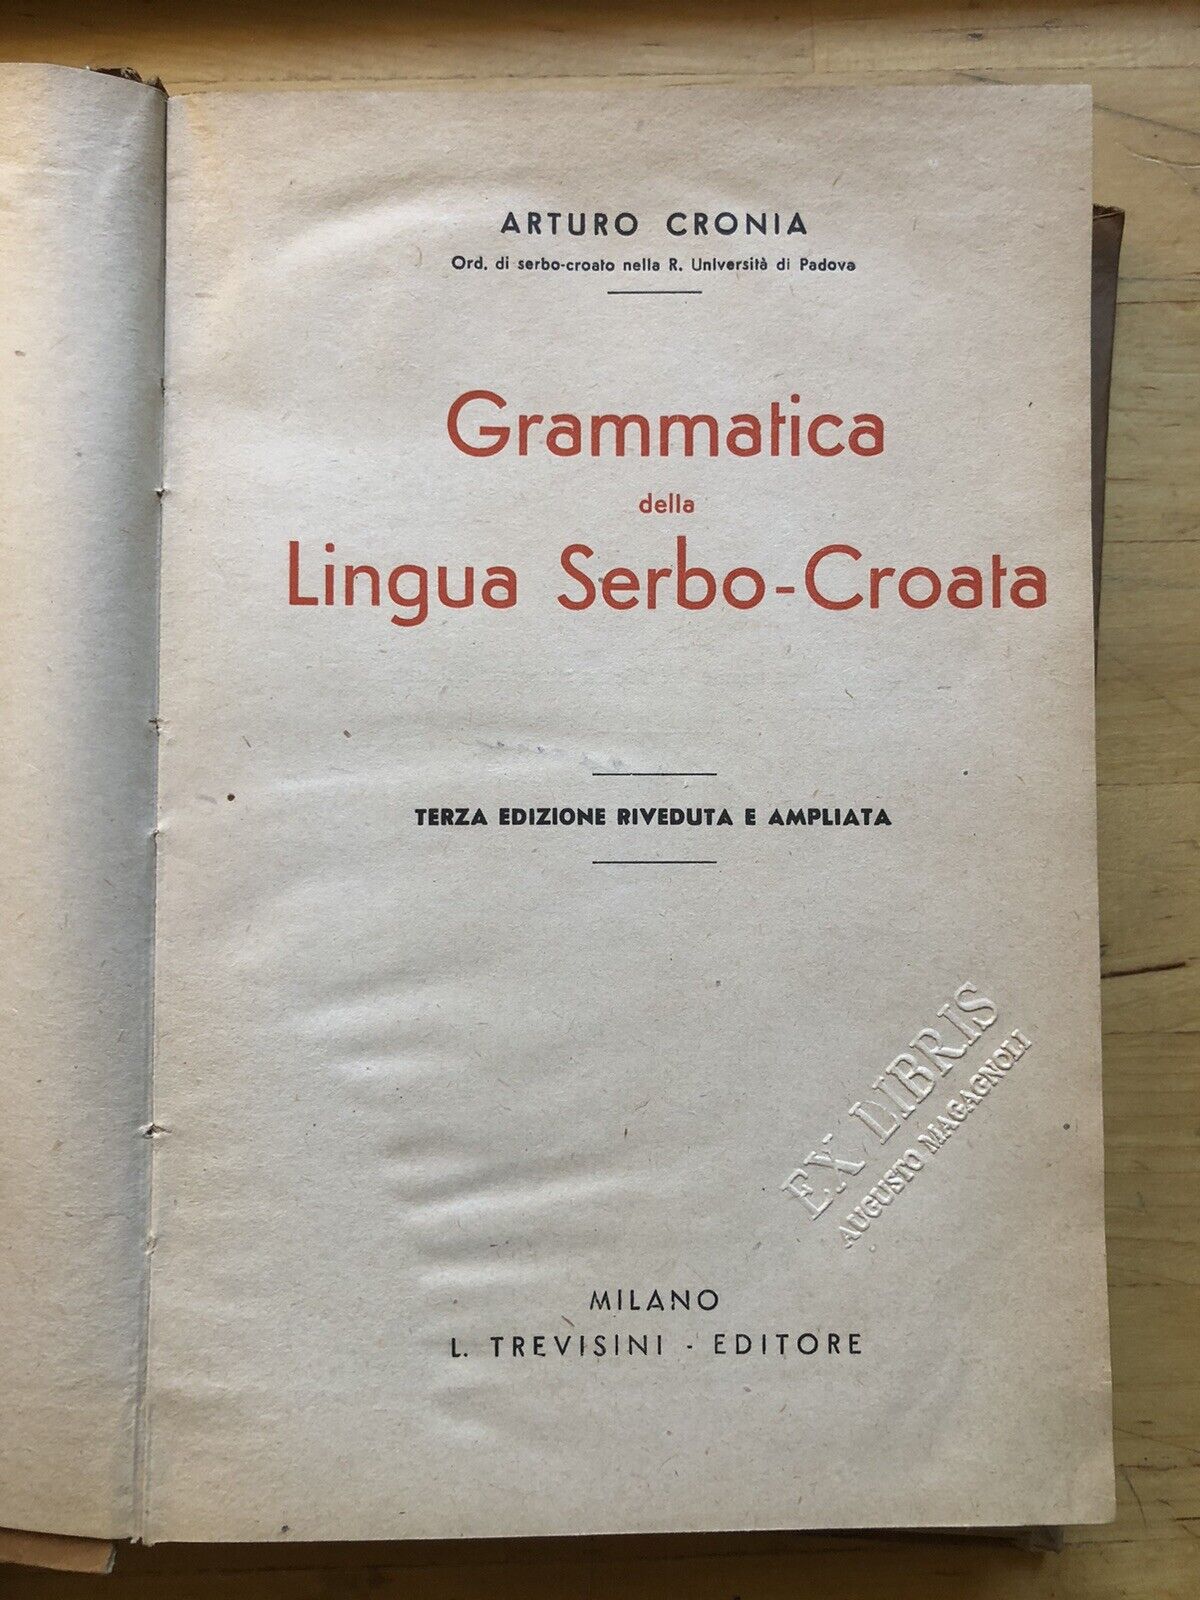 ARTURO CRONIA
Ord. di serbo-croato nella R. Università di Padova
Grammatica
della
Lingua Serbo-Croata
TERZA EDIZIONE RIVEDUTA E AMPLIATA
EX LIBRIS
AUGUSTO MAGAGNOLI
MILANO
L. TREVISINI - EDITORE